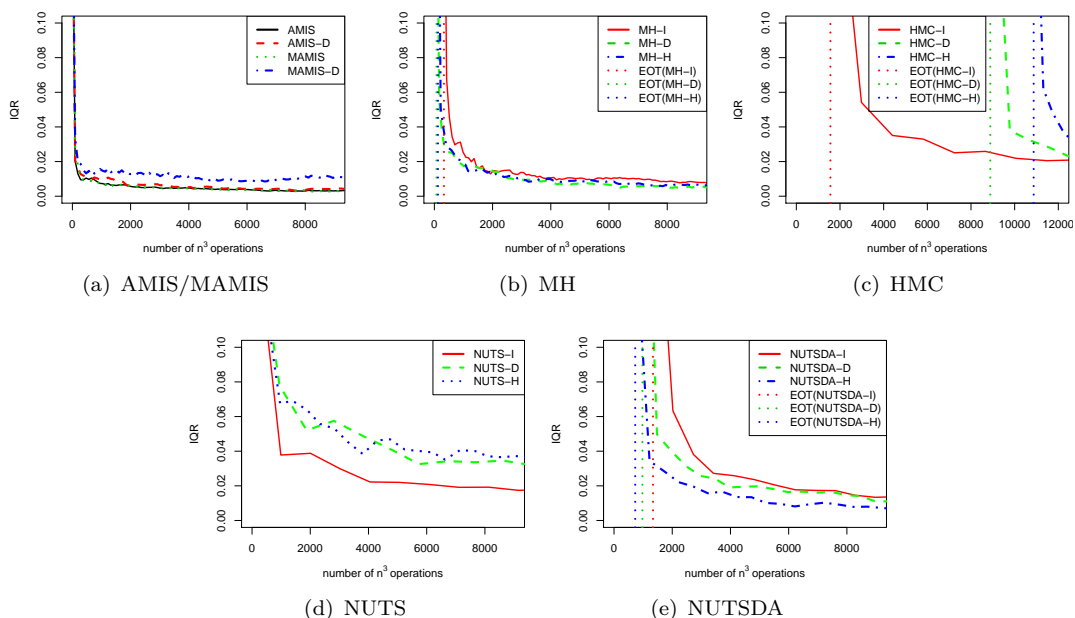 0.00 0.02 0.04 0.06 0.08 0.10
IQR
AMIS
AMIS−D
MAMIS
MAMIS−D
0 2000 4000 6000 8000
number of n³ operations
(a) AMIS/MAMIS
0.00 0.02 0.04 0.06 0.08 0.10
IQR
MH−I
MH−D
MH−H
EOT(MH−I)
EOT(MH−D)
EOT(MH−H)
0 2000 4000 6000 8000
number of n³ operations
(b) MH
0.00 0.02 0.04 0.06 0.08 0.10
IQR
HMC−I
HMC−D
HMC−H
EOT(HMC−I)
EOT(HMC−D)
EOT(HMC−H)
0 2000 4000 6000 8000 10000 12000
number of n³ operations
(c) HMC
0.00 0.02 0.04 0.06 0.08 0.10
IQR
NUTS−I
NUTS−D
NUTS−H
0 2000 4000 6000 8000
number of n³ operations
(d) NUTS
0.00 0.02 0.04 0.06 0.08 0.10
IQR
NUTSDA−I
NUTSDA−D
NUTSDA−H
EOT(NUTSDA−I)
EOT(NUTSDA−D)
EOT(NUTSDA−H)
0 2000 4000 6000 8000
number of n³ operations
(e) NUTSDA